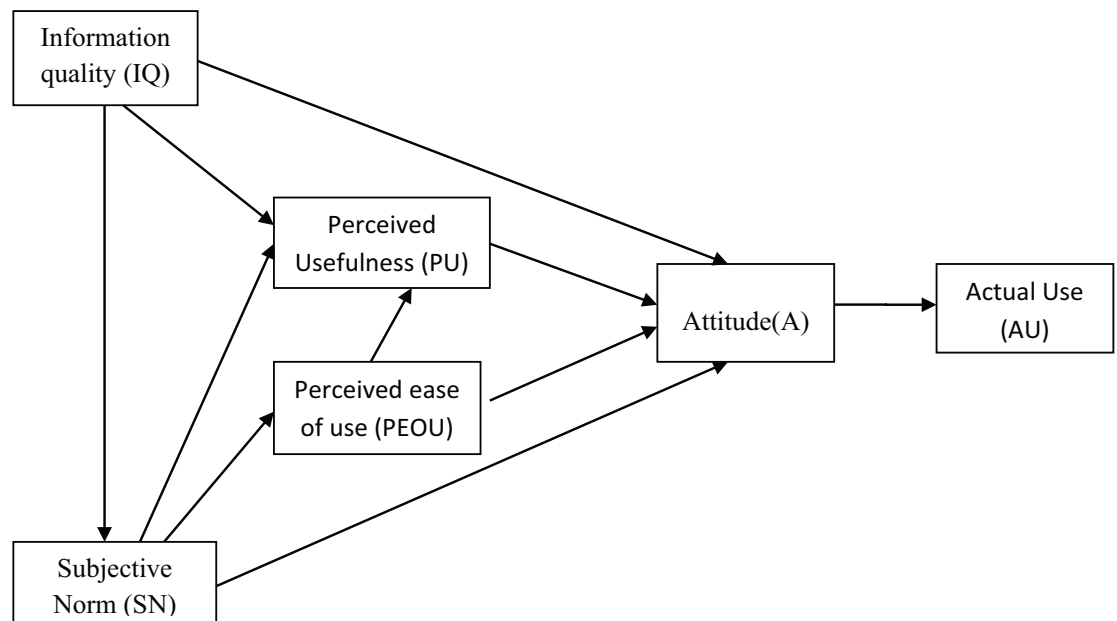 Information
quality (IQ)
Perceived
Usefulness (PU)
Attitude(A)
Actual Use
(AU)
Perceived ease
of use (PEOU)
Subjective
Norm (SN)